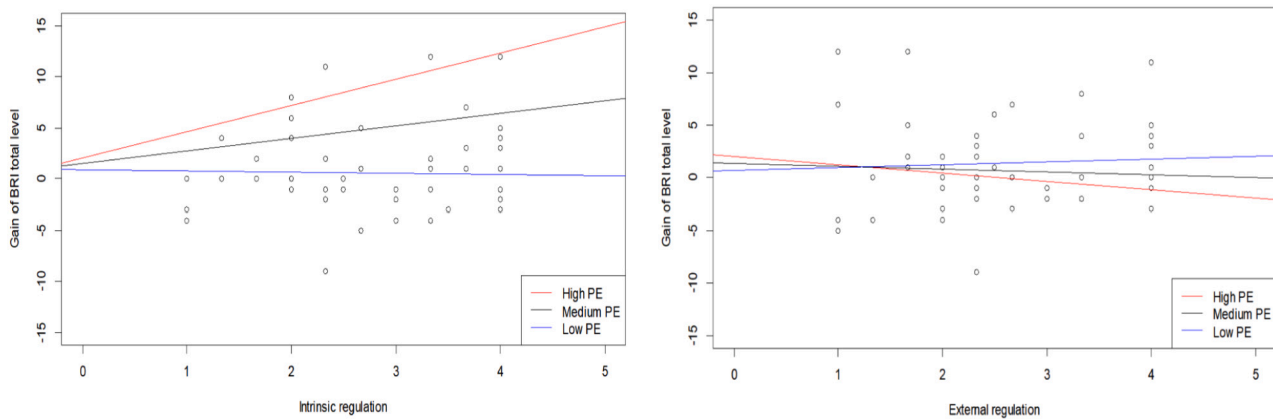 Gain of BRI total level
15
10
5
0
-5
-10
-15
0 1 2 3 4 5
Intrinsic regulation
High PE
Medium PE
Low PE
Gain of BRI total level
15
10
5
0
-5
-10
-15
0 1 2 3 4 5
External regulation
High PE
Medium PE
Low PE